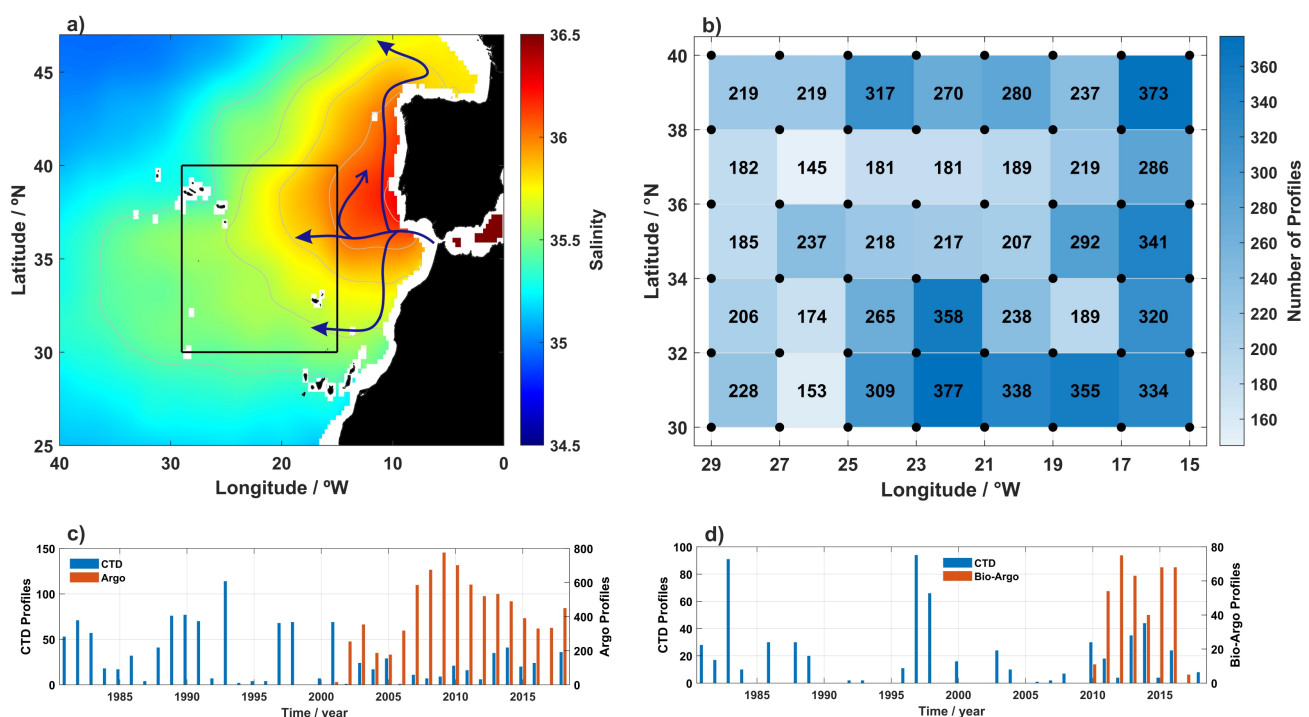 a)
45
40
35
30
25
Latitude / ºN
40
30
20
10
0
Longitude / ºW
36.5
36
35.5
35
34.5
Salinity
b)
40
38
36
34
32
30
Latitude / °N
219 219 317 270 280 237 373
182 145 181 181 189 219 286
185 237 218 217 207 292 341
206 174 265 358 238 189 320
228 153 309 377 338 355 334
29 27 25 23 21 19 17 15
Longitude / °W
360
340
320
300
280
260
240
220
200
180
160
Number of Profiles
c)
CTD
Argo
150
100
50
0
CTD Profiles
800
600
400
200
0
Argo Profiles
1985 1990 1995 2000 2005 2010 2015
Time / year
d)
CTD
Bio-Argo
100
80
60
40
20
0
CTD Profiles
80
60
40
20
0
Bio-Argo Profiles
1985 1990 1995 2000 2005 2010 2015
Time / year